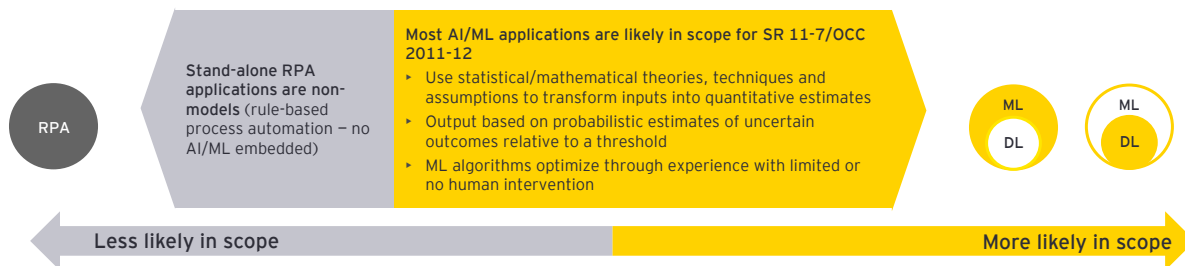 RPA
Stand-alone RPA
applications are non-
models (rule-based
process automation – no
AI/ML embedded)
Most AI/ML applications are likely in scope for SR 11-7/OCC
2011-12
‣ Use statistical/mathematical theories, techniques and
assumptions to transform inputs into quantitative estimates
‣ Output based on probabilistic estimates of uncertain
outcomes relative to a threshold
‣ ML algorithms optimize through experience with limited or
no human intervention
ML
DL
ML
DL
Less likely in scope
More likely in scope